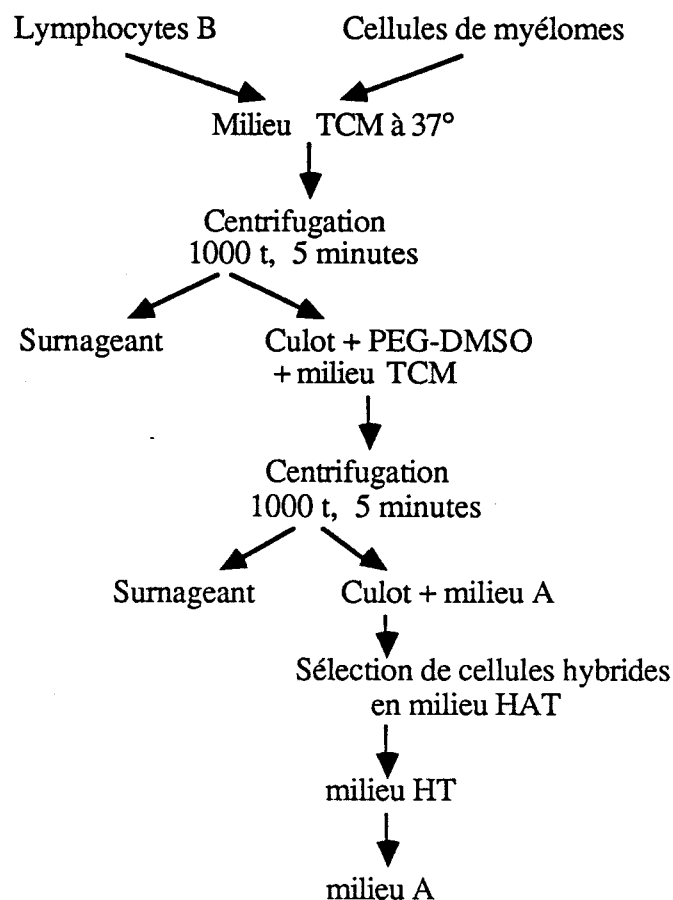 Lymphocytes B
Cellules de myélomes
Milieu TCM à 37°
Centrifugation
1000 t, 5 minutes
Surnageant
Culot + PEG-DMSO
+ milieu TCM
Centrifugation
1000 t, 5 minutes
Surnageant
Culot + milieu A
Sélection de cellules hybrides
en milieu HAT
milieu HT
milieu A